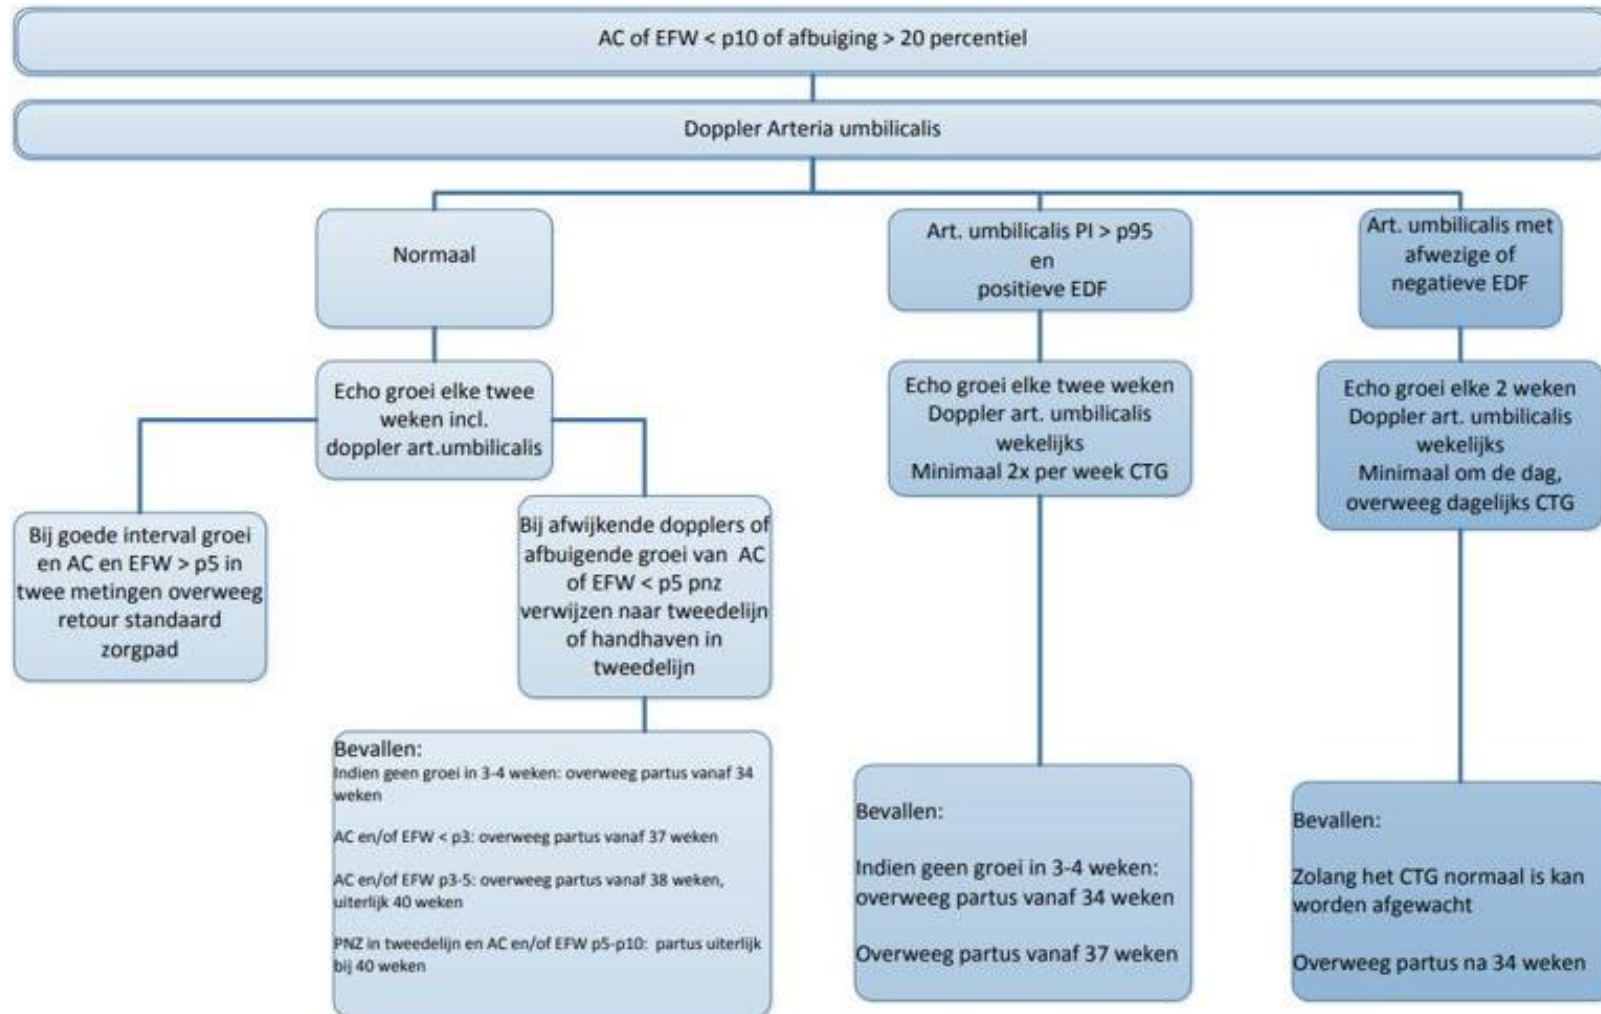 AC of EFW < p10 of afbuiging > 20 percentiel
Doppler Arteria umbilicalis
Normaal
Echo groei elke twee
weken incl.
doppler art.umbilicalis
Bij goede interval groei
en AC en EFW > p5 in
twee metingen overweeg
retour standaard
zorgpad
Bij afwijkende dopplers of
afbuigende groei van AC
of EFW < p5 pnz
verwijzen naar tweedelijn
of handhaven in
tweedelijn
Bevallen:
Indien geen groei in 3-4 weken: overweeg partus vanaf 34
weken
AC en/of EFW < p3: overweeg partus vanaf 37 weken
AC en/of EFW p3-5: overweeg partus vanaf 38 weken,
uiterlijk 40 weken
PNZ in tweedelijn en AC en/of EFW p5-p10: partus uiterlijk
bij 40 weken
Art. umbilicalis PI > p95
en
positieve EDF
Echo groei elke twee weken
Doppler art. umbilicalis
wekelijks
Minimaal 2x per week CTG
Bevallen:
Indien geen groei in 3-4 weken:
overweeg partus vanaf 34 weken
Overweeg partus vanaf 37 weken
Art. umbilicalis met
afwezige of
negatieve EDF
Echo groei elke 2 weken
Doppler art. umbilicalis
wekelijks
Minimaal om de dag,
overweeg dagelijks CTG
Bevallen:
Zolang het CTG normaal is kan
worden afgewacht
Overweeg partus na 34 weken